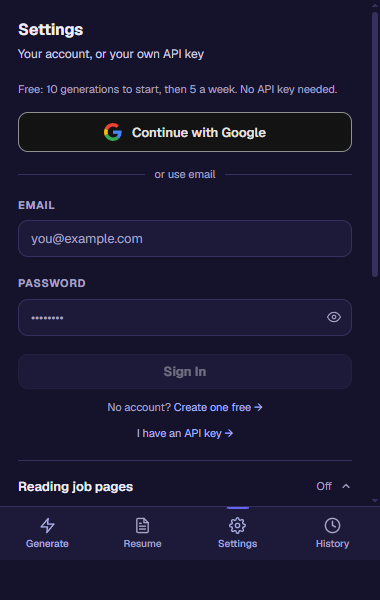 Settings
Your account, or your own API key
Free: 10 generations to start, then 5 a week. No API key needed.
Continue with Google
or use email
EMAIL
you@example.com
PASSWORD
••••••••
Sign In
No account? Create one free →
I have an API key →
Reading job pages
Off
Generate
Resume
Settings
History